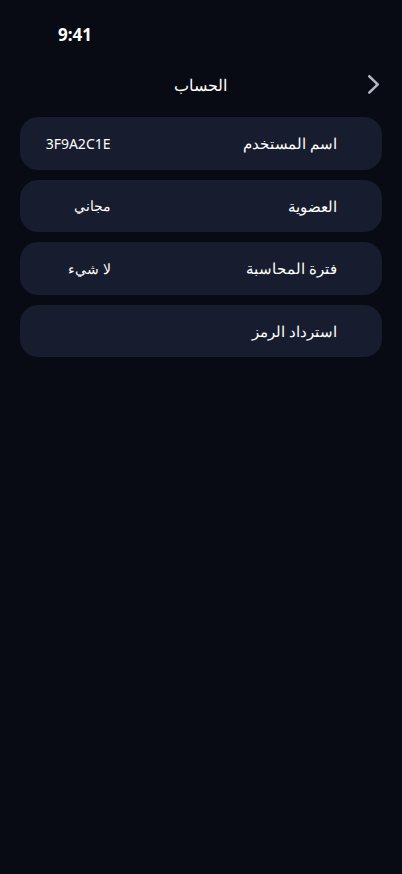 9:41
الحساب
اسم المستخدم 3F9A2C1E
العضوية مجاني
فترة المحاسبة لا شيء
استرداد الرمز